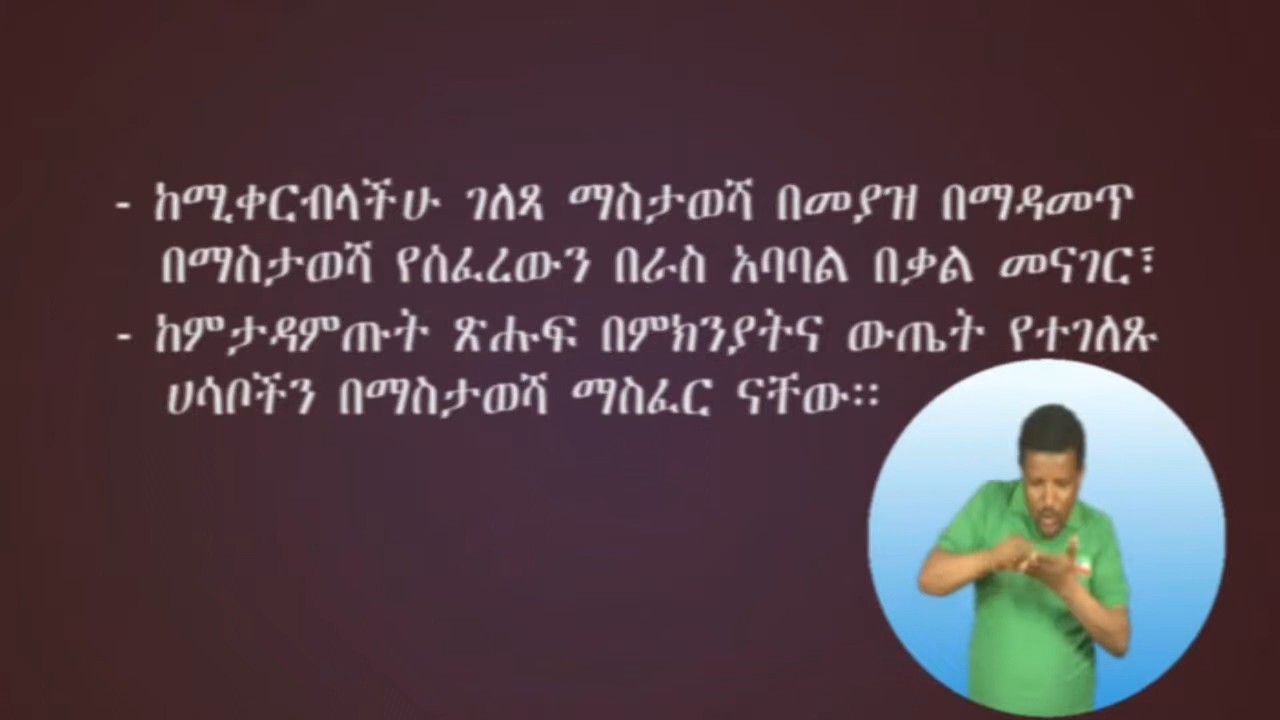 - ከሚቀርብላችሁ ገለጻ ማስታወሻ በመያዝ በማዳመጥ
በማስታወሻ የሰፈረውን በራስ አባባል በቃል መናገር፣
- ከምታዳምጡት ጽሑፍ በምክንያትና ውጤት የተገለጹ
ሀሳቦችን በማስታወሻ ማስፈር ናቸው፡፡